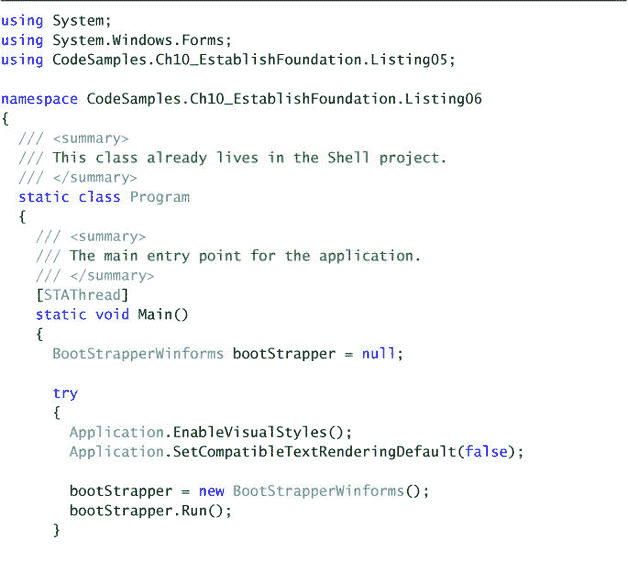 using System;
using System.Windows.Forms;
using CodeSamples.Ch10_EstablishFoundation.Listing05;
namespace CodeSamples.Ch10_EstablishFoundation.Listing06
{
/// <summary>
/// This class already lives in the Shell project.
/// </summary>
static class Program
{
/// <summary>
/// The main entry point for the application.
/// </summary>
[STAThread]
static void Main()
{
BootStrapperWinforms bootStrapper = null;
try
{
Application.EnableVisualStyles();
Application.SetCompatibleTextRenderingDefault(false);
bootStrapper = new BootStrapperWinforms();
bootStrapper.Run();
}